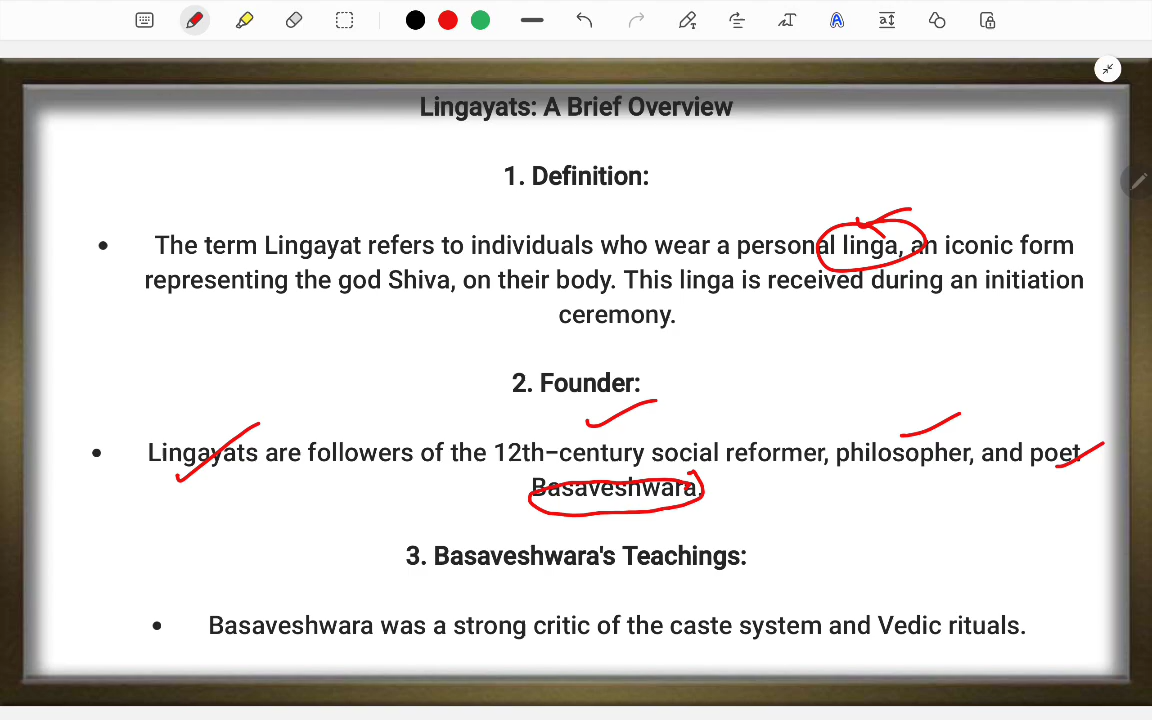 Lingayats: A Brief Overview
1. Definition:
• The term Lingayat refers to individuals who wear a personal linga, an iconic form
representing the god Shiva, on their body. This linga is received during an initiation
ceremony.
2. Founder:
• Lingayats are followers of the 12th-century social reformer, philosopher, and poet
Basaveshwara.
3. Basaveshwara's Teachings:
• Basaveshwara was a strong critic of the caste system and Vedic rituals.